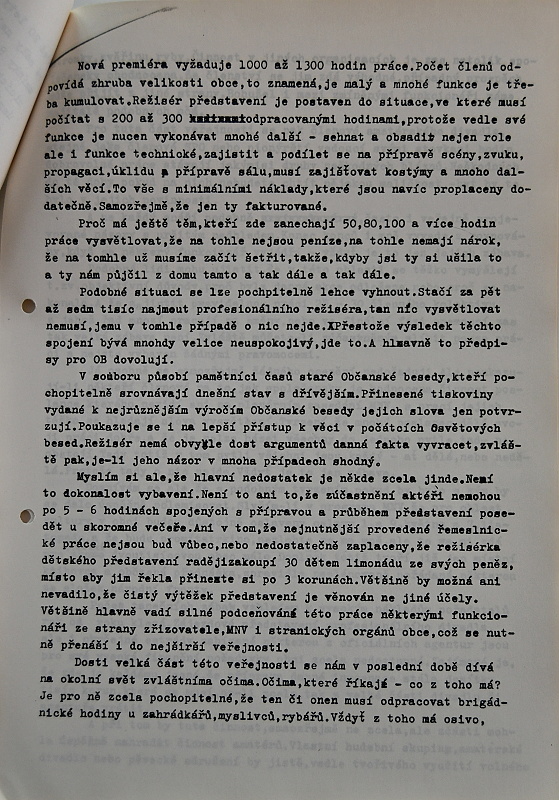 Nová premiéra vyžaduje 1000 až 1300 hodin práce.Počet členů od-
povídá zhruba velikosti obce,to znamená,je malý a mnohé funkce je tře-
ba kumulovat.Režisér představení je postaven do situace,ve které musí
počítat s 200 až 300 odpracovanými hodinami,protože vedle své
funkce je nucen vykonávat mnohé další - sehnat a obsadit nejen role
ale i funkce technické,zajistit a podílet se na přípravě scény,zvuku,
propagaci,úklidu a přípravě sálu,musí zajišťovat kostýmy a mnoho dal-
ších věcí.To vše s minimálními náklady,které jsou navíc proplaceny do-
datečně.Samozřejmě,že jen ty fakturované.
Proč má ještě těm,kteří zde zanechají 50,80,100 a více hodin
práce vysvětlovat,že na tohle nejsou peníze,na tohle nemají nárok,
že na tomhle už musíme začít šetřit,takže,kdyby jsi ty si ušila to
a ty nám půjčil z domu tamto a tak dále a tak dále.
Podobné situaci se lze pochpitelně lehce vyhnout.Stačí za pět
až sedm tisíc najmout profesionálního režiséra,tan níc vysvětlovat
nemusí,jemu v tomhle případě o nic nejde.XPřestože výsledek těchto
spojení bývá mnohdy velice neuspokojivý,jde to.A hlavně to předpi-
sy pro OB dovolují.
V souboru působí pamětníci časů staré Občanské besedy,kteří po-
chopitelně srovnávají dnešní stav s dřívějším.Přinesené tiskoviny
vydané k nejrůznějším výročím Občanské besedy jejich slova jen potvr-
zují.Poukazuje se i na lepší přístup k věci v počátcích Osvětových
besed.Režisér nemá obvykle dost argumentů danná fakta vyvracet,zvláš-
tě pak,je-li jeho názor v mnoha případech shodný.
Myslím si ale,že hlavní nedostatek je někde zcela jinde.Není
to dokonalost vybavení.Není to ani to,že zúčastnění aktéři nemohou
po 5 - 6 hodinách spojených s přípravou a průběhem představení pose-
dět u skoromné večeře.Ani v tom,že nejnutnější provedené řemeslnic-
ké práce nejsou buď vůbec,nebo nedostatečně zaplaceny,že režisérka
dětského představení radějizakoupí 30 dětem limonádu ze svých peněz,
místo aby jim řekla přineste si po 3 korunách.Většině by možná ani
nevadilo,že čistý výtěžek představení je věnován ne jiné účely.
Většině hlavně vadí silné podceňování této práce některými funkcio-
náři ze strany zřizovatele,MNV i stranických orgánů obce,což se nut-
ně přenáší i do nejširší veřejnosti.
Dosti velká část této veřejnosti se nám v poslední době dívá
na okolní svět zvláštníma očima.Očima,které říkají - co z toho má?
Je pro ně zcela pochopitelné,že ten či onen musí odpracovat brigád-
nické hodiny u zahrádkářů,myslivců,rybářů.Vždyť z toho má osivo,